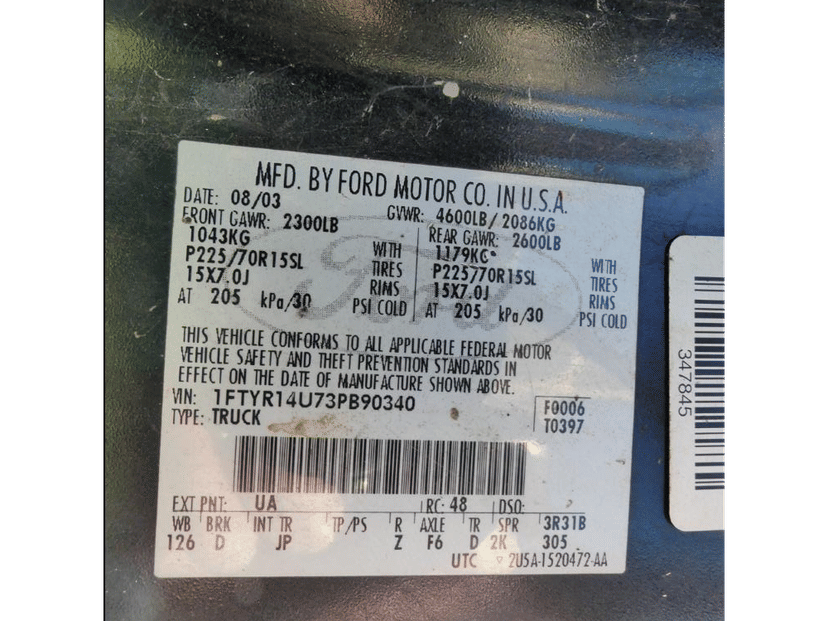 MFD. BY FORD MOTOR CO. IN U.S.A.
DATE: 08/03 GVWR: 4600LB/ 2086KG
FRONT GAWR: 2300LB REAR GAWR: 2600LB
1043KG WITH 1179KG WITH
P225/70R15SL TIRES P225/70R15SL TIRES
15X7.0J RIMS 15X7.0J RIMS
AT 205 kPa/30 PSI COLD AT 205 kPa/30 PSI COLD
Ford
THIS VEHICLE CONFORMS TO ALL APPLICABLE FEDERAL MOTOR
VEHICLE SAFETY AND THEFT PREVENTION STANDARDS IN
EFFECT ON THE DATE OF MANUFACTURE SHOWN ABOVE.
VIN: 1FTYR14U73PB90340 F0006
TYPE: TRUCK T0397
EXT PNT: UA RC: 48 DSO:
WB BRK INT TR TP/PS R AXLE TR SPR 3R31B
126 D JP Z F6 D 2K 305
UTC 2U5A-1520472-AA
347845